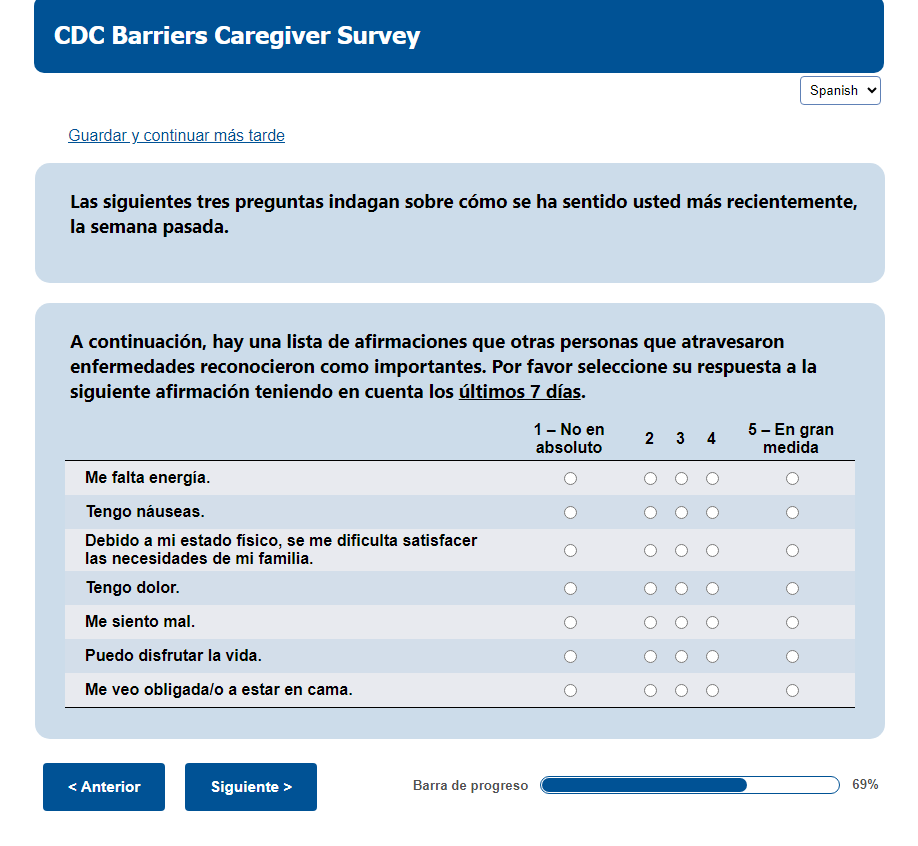 CDC Barriers Caregiver Survey
Spanish
Guardar y continuar más tarde
Las siguientes tres preguntas indagan sobre cómo se ha sentido usted más recientemente,
la semana pasada.
A continuación, hay una lista de afirmaciones que otras personas que atravesaron
enfermedades reconocieron como importantes. Por favor seleccione su respuesta a la
siguiente afirmación teniendo en cuenta los últimos 7 días.
1 – No en absoluto 2 3 4 5 – En gran medida
Me falta energía.
Tengo náuseas.
Debido a mi estado físico, se me dificulta satisfacer
las necesidades de mi familia.
Tengo dolor.
Me siento mal.
Puedo disfrutar la vida.
Me veo obligada/o a estar en cama.
< Anterior Siguiente > Barra de progreso 69%